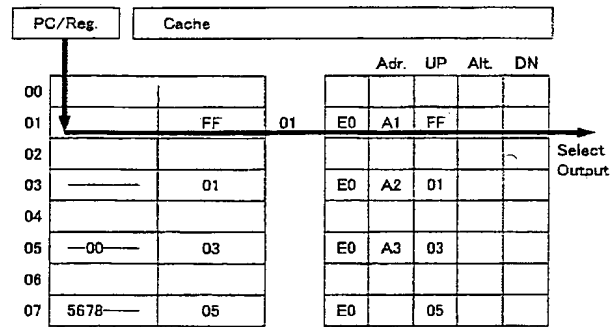 PC/Reg. Cache
Adr. UP Alt. DN
00
01 FF 01 E0 A1 FF
02 Select
Output
03 01 E0 A2 01
04
05 00 03 E0 A3 03
06
07 5678 05 E0 05